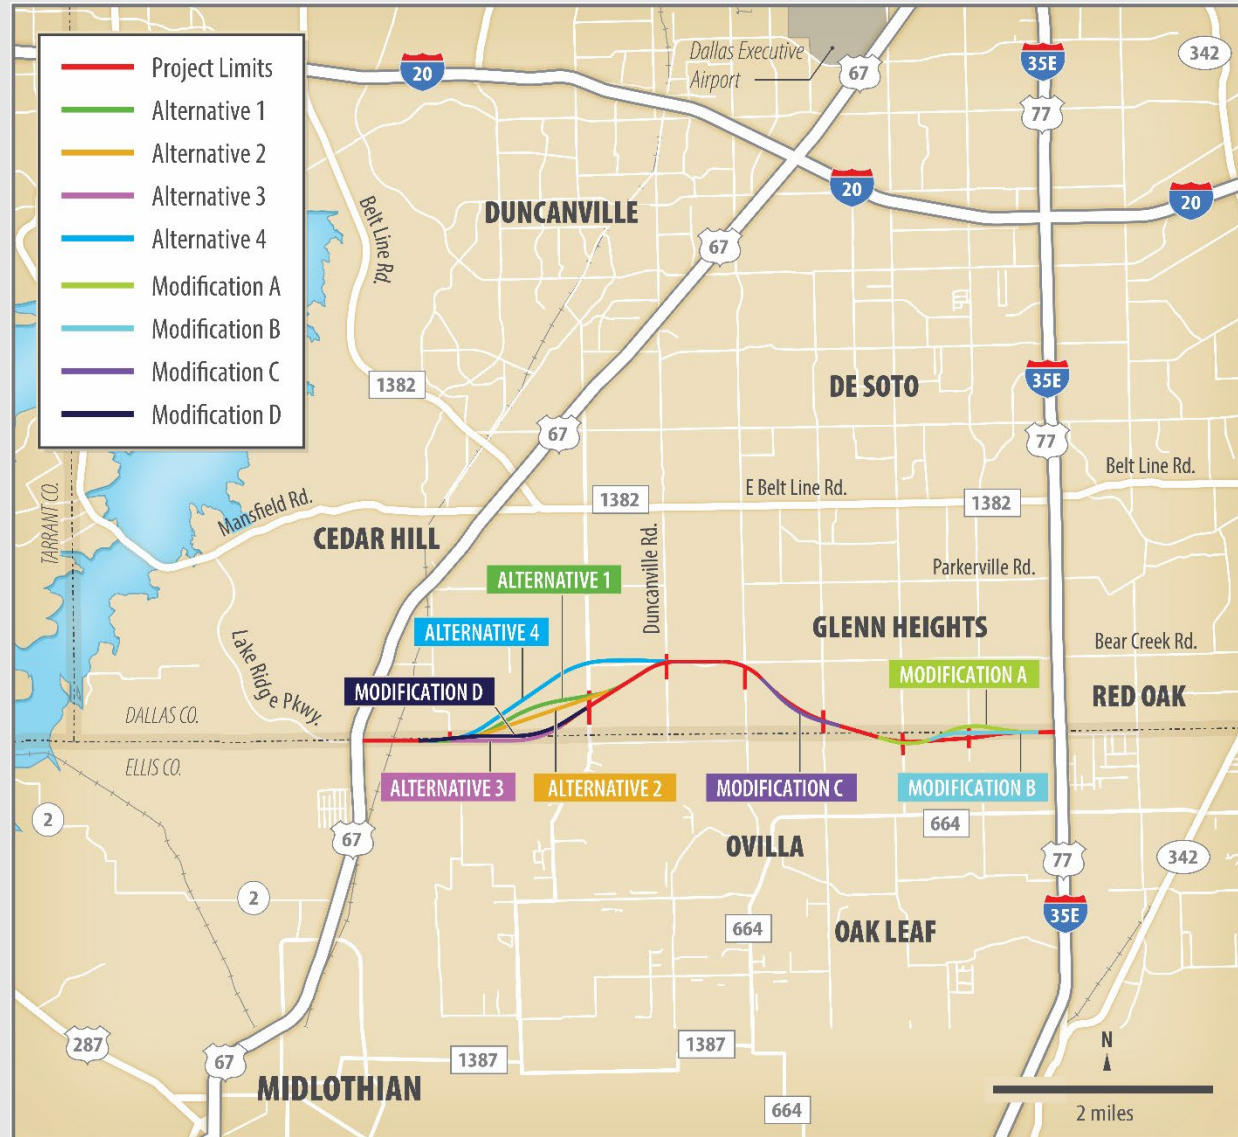 Project Limits
Alternative 1
Alternative 2
Alternative 3
Alternative 4
Modification A
Modification B
Modification C
Modification D
20
Dallas Executive
Airport
67
35E
77
342
20
20
DUNCANVILLE
67
Belt Line Rd.
1382
DE SOTO
35E
77
67
Belt Line Rd.
E Belt Line Rd.
1382
1382
TARRANT CO.
Mansfield Rd.
CEDAR HILL
Duncanville Rd.
Parkerville Rd.
ALTERNATIVE 1
ALTERNATIVE 4
GLENN HEIGHTS
Bear Creek Rd.
Lake Ridge Pkwy.
MODIFICATION D
MODIFICATION A
RED OAK
DALLAS CO.
ELLIS CO.
ALTERNATIVE 3
ALTERNATIVE 2
MODIFICATION C
MODIFICATION B
2
67
664
OVILLA
77
342
2
35E
664
OAK LEAF
287
67
1387
1387
N
MIDLOTHIAN
664
2 miles